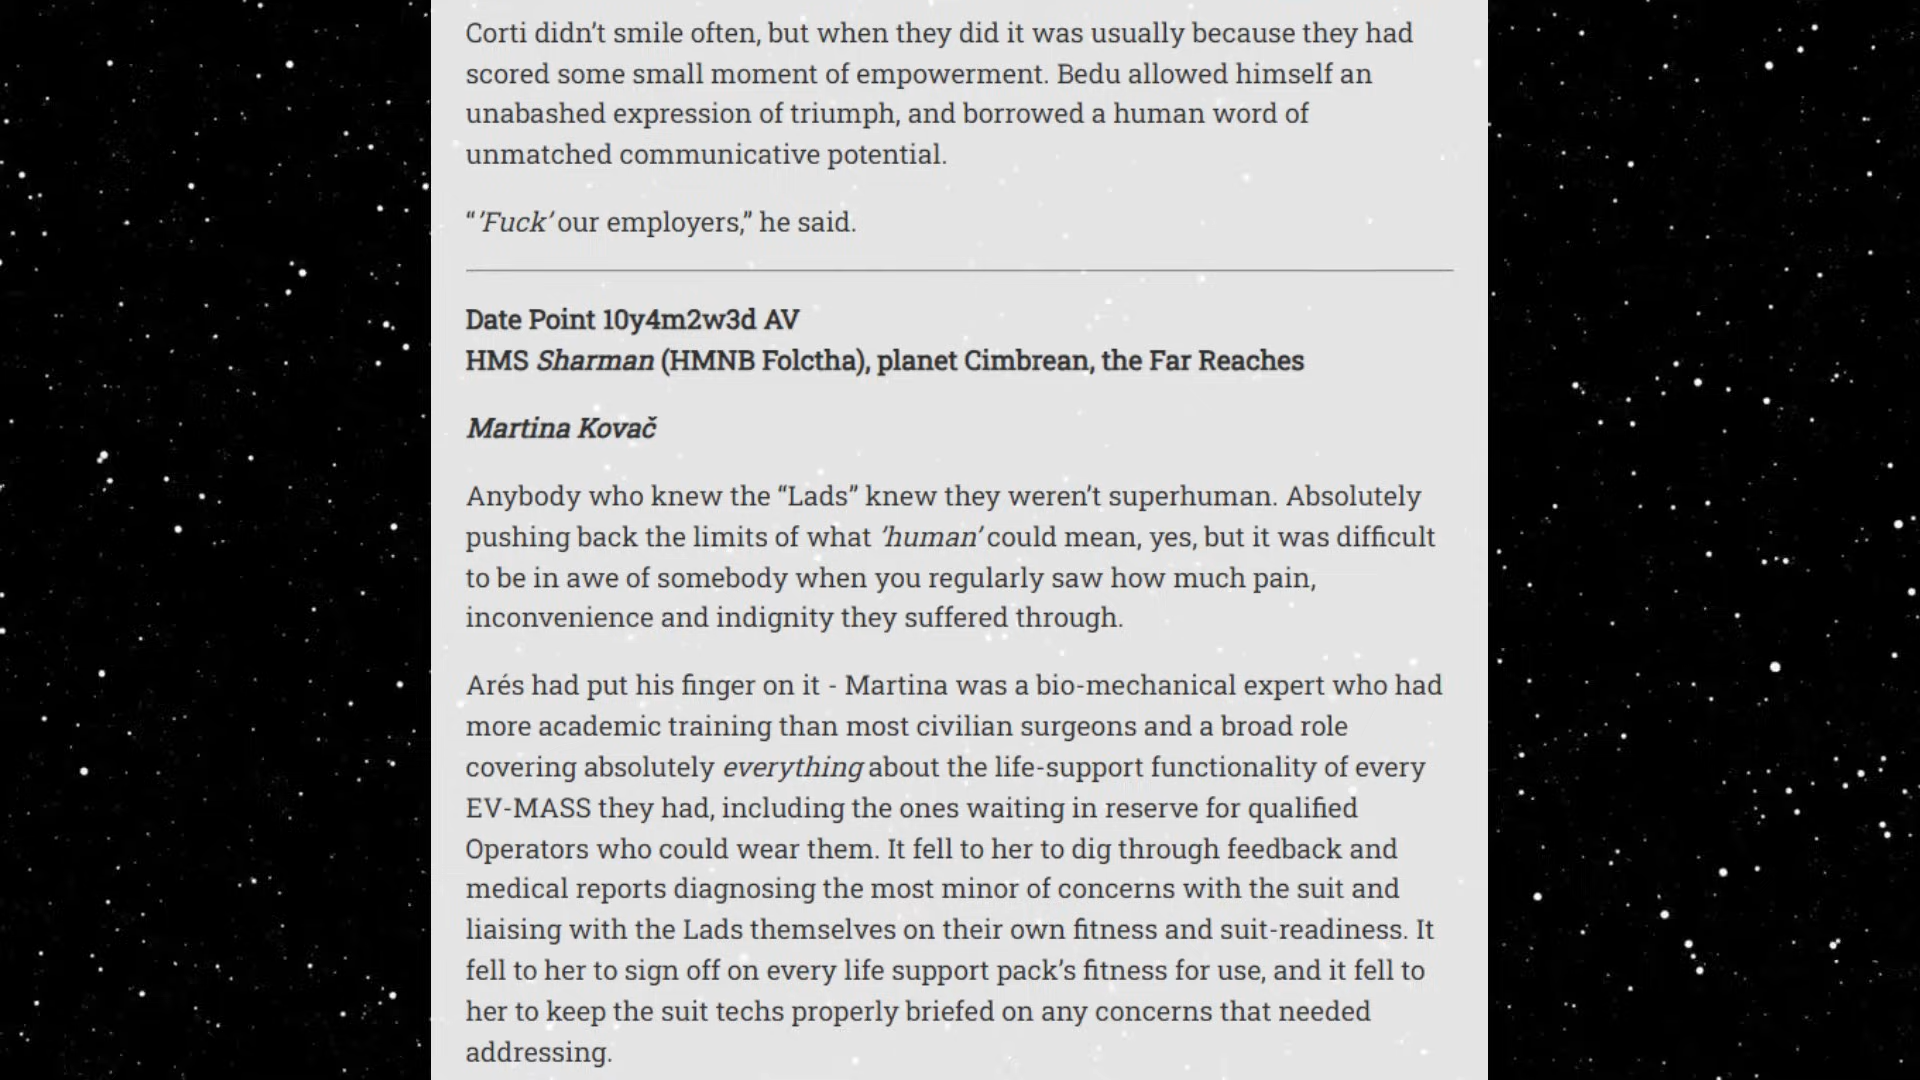 Corti didn’t smile often, but when they did it was usually because they had
scored some small moment of empowerment. Bedu allowed himself an
unabashed expression of triumph, and borrowed a human word of
unmatched communicative potential.
“’Fuck’ our employers,” he said.
Date Point 10y4m2w3d AV
HMS Sharman (HMNB Folctha), planet Cimbrean, the Far Reaches
Martina Kovač
Anybody who knew the “Lads” knew they weren’t superhuman. Absolutely
pushing back the limits of what ’human’ could mean, yes, but it was difficult
to be in awe of somebody when you regularly saw how much pain,
inconvenience and indignity they suffered through.
Arés had put his finger on it - Martina was a bio-mechanical expert who had
more academic training than most civilian surgeons and a broad role
covering absolutely everything about the life-support functionality of every
EV-MASS they had, including the ones waiting in reserve for qualified
Operators who could wear them. It fell to her to dig through feedback and
medical reports diagnosing the most minor of concerns with the suit and
liaising with the Lads themselves on their own fitness and suit-readiness. It
fell to her to sign off on every life support pack’s fitness for use, and it fell to
her to keep the suit techs properly briefed on any concerns that needed
addressing.